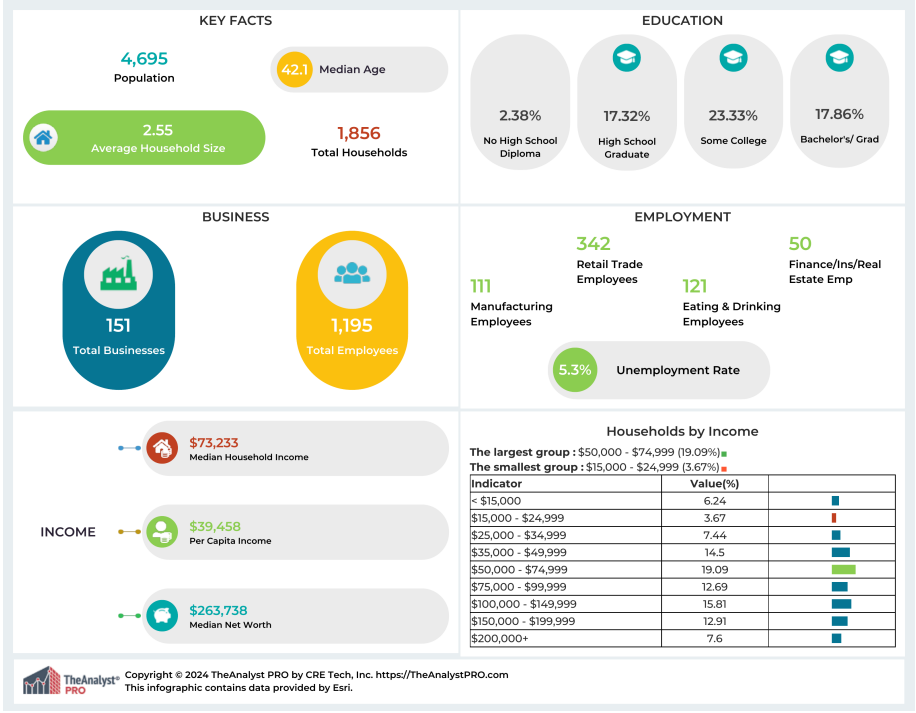 KEY FACTS
4,695
Population
42.1
Median Age
2.55
Average Household Size
1,856
Total Households
EDUCATION
2.38%
No High School
Diploma
17.32%
High School
Graduate
23.33%
Some College
17.86%
Bachelor's/ Grad
BUSINESS
151
Total Businesses
1,195
Total Employees
EMPLOYMENT
111
Manufacturing
Employees
342
Retail Trade
Employees
121
Eating & Drinking
Employees
50
Finance/Ins/Real
Estate Emp
5.3%
Unemployment Rate
INCOME
$73,233
Median Household Income
$39,458
Per Capita Income
$263,738
Median Net Worth
Households by Income
The largest group : $50,000 - $74,999 (19.09%)
The smallest group : $15,000 - $24,999 (3.67%)
Indicator Value(%)
< $15,000 6.24
$15,000 - $24,999 3.67
$25,000 - $34,999 7.44
$35,000 - $49,999 14.5
$50,000 - $74,999 19.09
$75,000 - $99,999 12.69
$100,000 - $149,999 15.81
$150,000 - $199,999 12.91
$200,000+ 7.6
TheAnalyst®
PRO
Copyright © 2024 TheAnalyst PRO by CRE Tech, Inc. https://TheAnalystPRO.com
This infographic contains data provided by Esri.